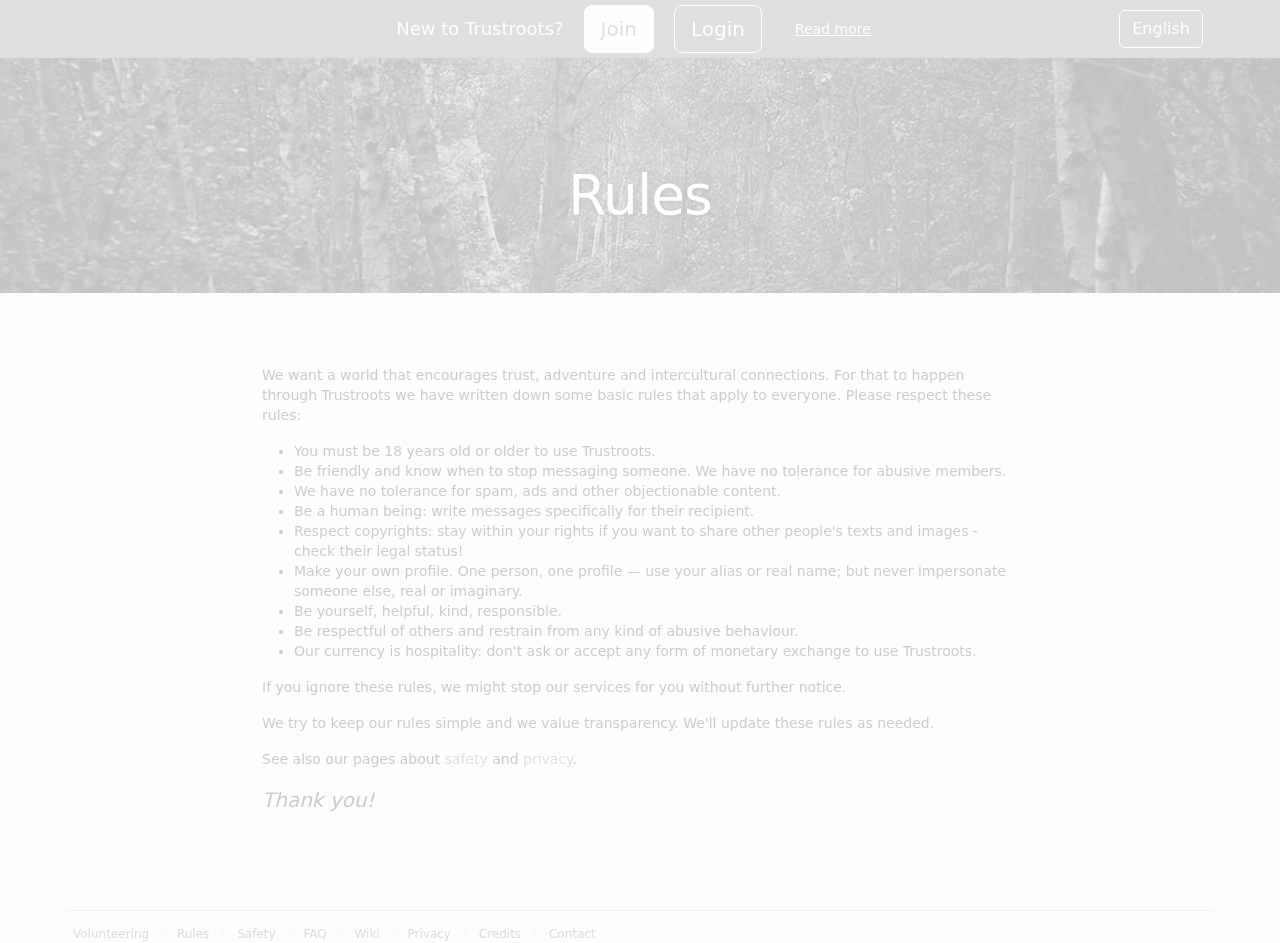 New to Trustroots? Join Login Read more English
Rules
We want a world that encourages trust, adventure and intercultural connections. For that to happen
through Trustroots we have written down some basic rules that apply to everyone. Please respect these
rules:
• You must be 18 years old or older to use Trustroots.
• Be friendly and know when to stop messaging someone. We have no tolerance for abusive members.
• We have no tolerance for spam, ads and other objectionable content.
• Be a human being: write messages specifically for their recipient.
• Respect copyrights: stay within your rights if you want to share other people's texts and images -
check their legal status!
• Make your own profile. One person, one profile — use your alias or real name; but never impersonate
someone else, real or imaginary.
• Be yourself, helpful, kind, responsible.
• Be respectful of others and restrain from any kind of abusive behaviour.
• Our currency is hospitality: don't ask or accept any form of monetary exchange to use Trustroots.
If you ignore these rules, we might stop our services for you without further notice.
We try to keep our rules simple and we value transparency. We'll update these rules as needed.
See also our pages about safety and privacy.
Thank you!
Volunteering · Rules · Safety · FAQ · Wiki · Privacy · Credits · Contact